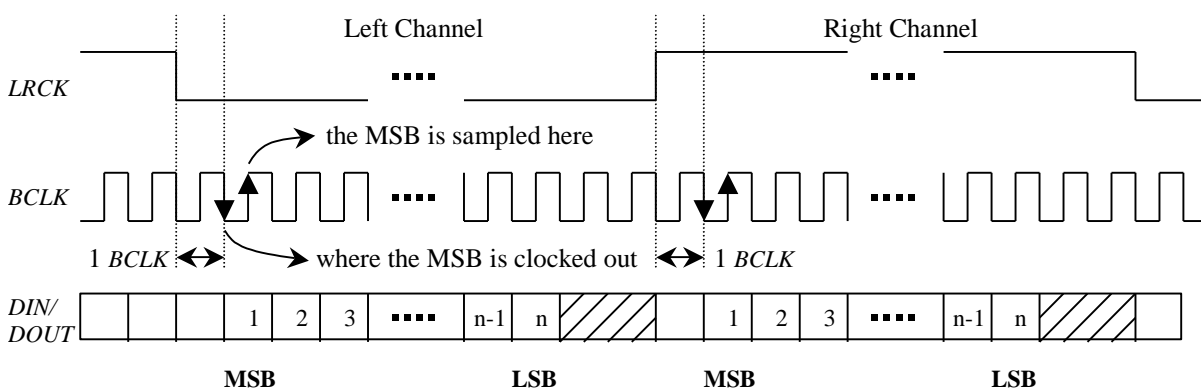 Left Channel Right Channel
LRCK
the MSB is sampled here
BCLK
1 BCLK where the MSB is clocked out 1 BCLK
DIN/
DOUT
1 2 3 n-1 n 1 2 3 n-1 n
MSB LSB MSB LSB